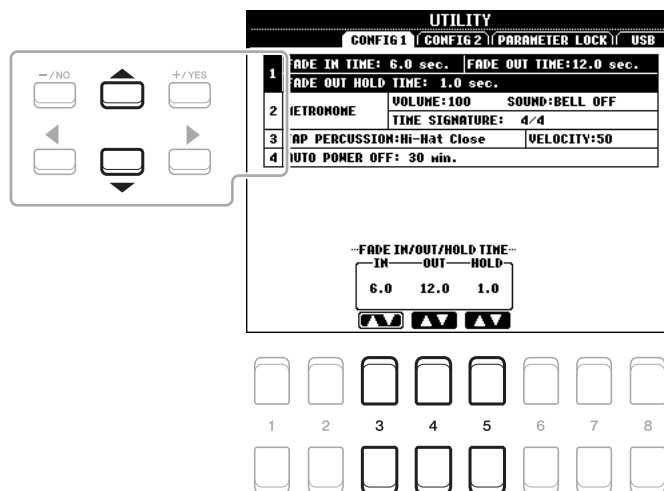 UTILITY
CONFIG 1 CONFIG 2 PARAMETER LOCK USB
-/NO +/YES
1 FADE IN TIME: 6.0 sec. FADE OUT TIME:12.0 sec.
FADE OUT HOLD TIME: 1.0 sec.
2 METRONOME VOLUME:100 SOUND:BELL OFF
TIME SIGNATURE: 4/4
3 TAP PERCUSSION:Hi-Hat Close VELOCITY:50
4 AUTO POWER OFF: 30 min.
FADE IN/OUT/HOLD TIME
IN OUT HOLD
6.0 12.0 1.0
1 2 3 4 5 6 7 8